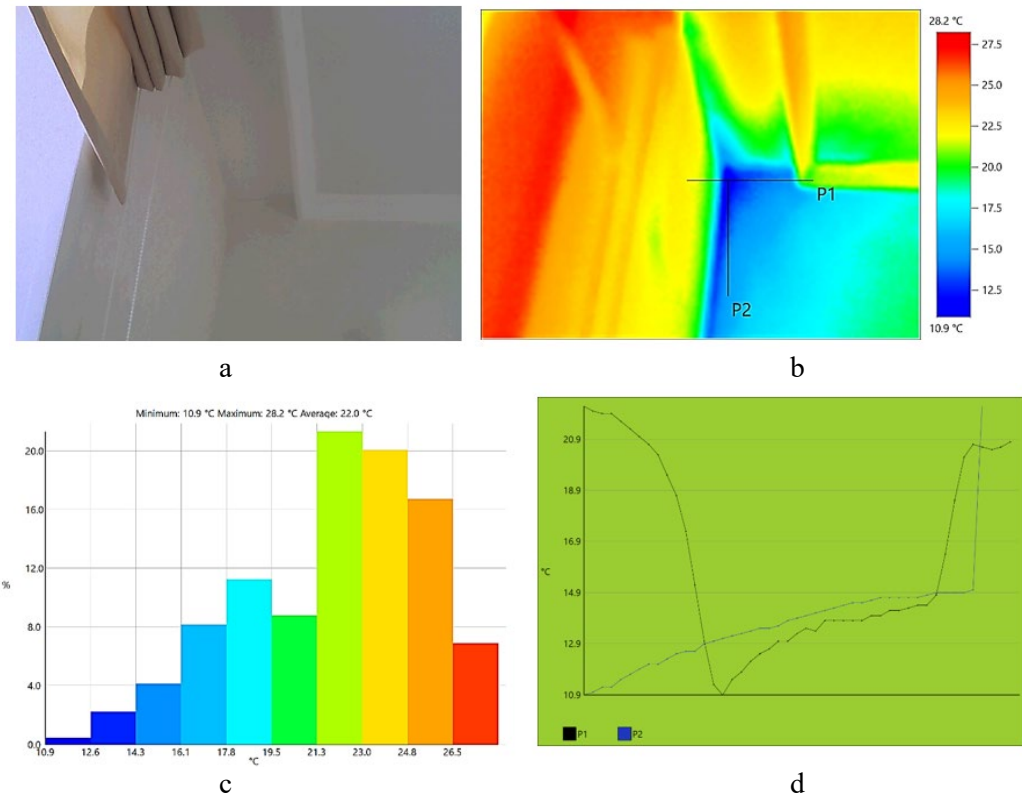 28.2 °C
27.5
25.0
22.5
20.0
17.5
15.0
12.5
10.9 °C
P1
P2
a
b
Minimum: 10.9 °C Maximum: 28.2 °C Average: 22.0 °C
20.0
16.0
12.0
8.0
4.0
0.0
%
10.9 12.6 14.3 16.1 17.8 19.5 21.3 23.0 24.8 26.5
°C
20.9
18.9
16.9
14.9
12.9
10.9
°C
P1 P2
c
d